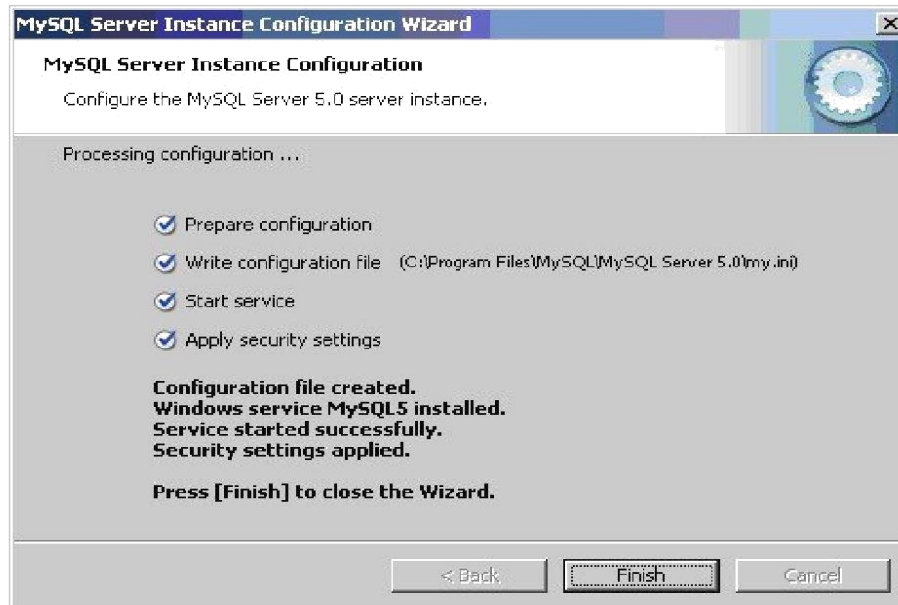 MySQL Server Instance Configuration Wizard
MySQL Server Instance Configuration
Configure the MySQL Server 5.0 server instance.
Processing configuration ...
Prepare configuration
Write configuration file (C:\Program Files\MySQL\MySQL Server 5.0\my.ini)
Start service
Apply security settings
Configuration file created.
Windows service MySQL5 installed.
Service started successfully.
Security settings applied.
Press [Finish] to close the Wizard.
< Back Finish Cancel